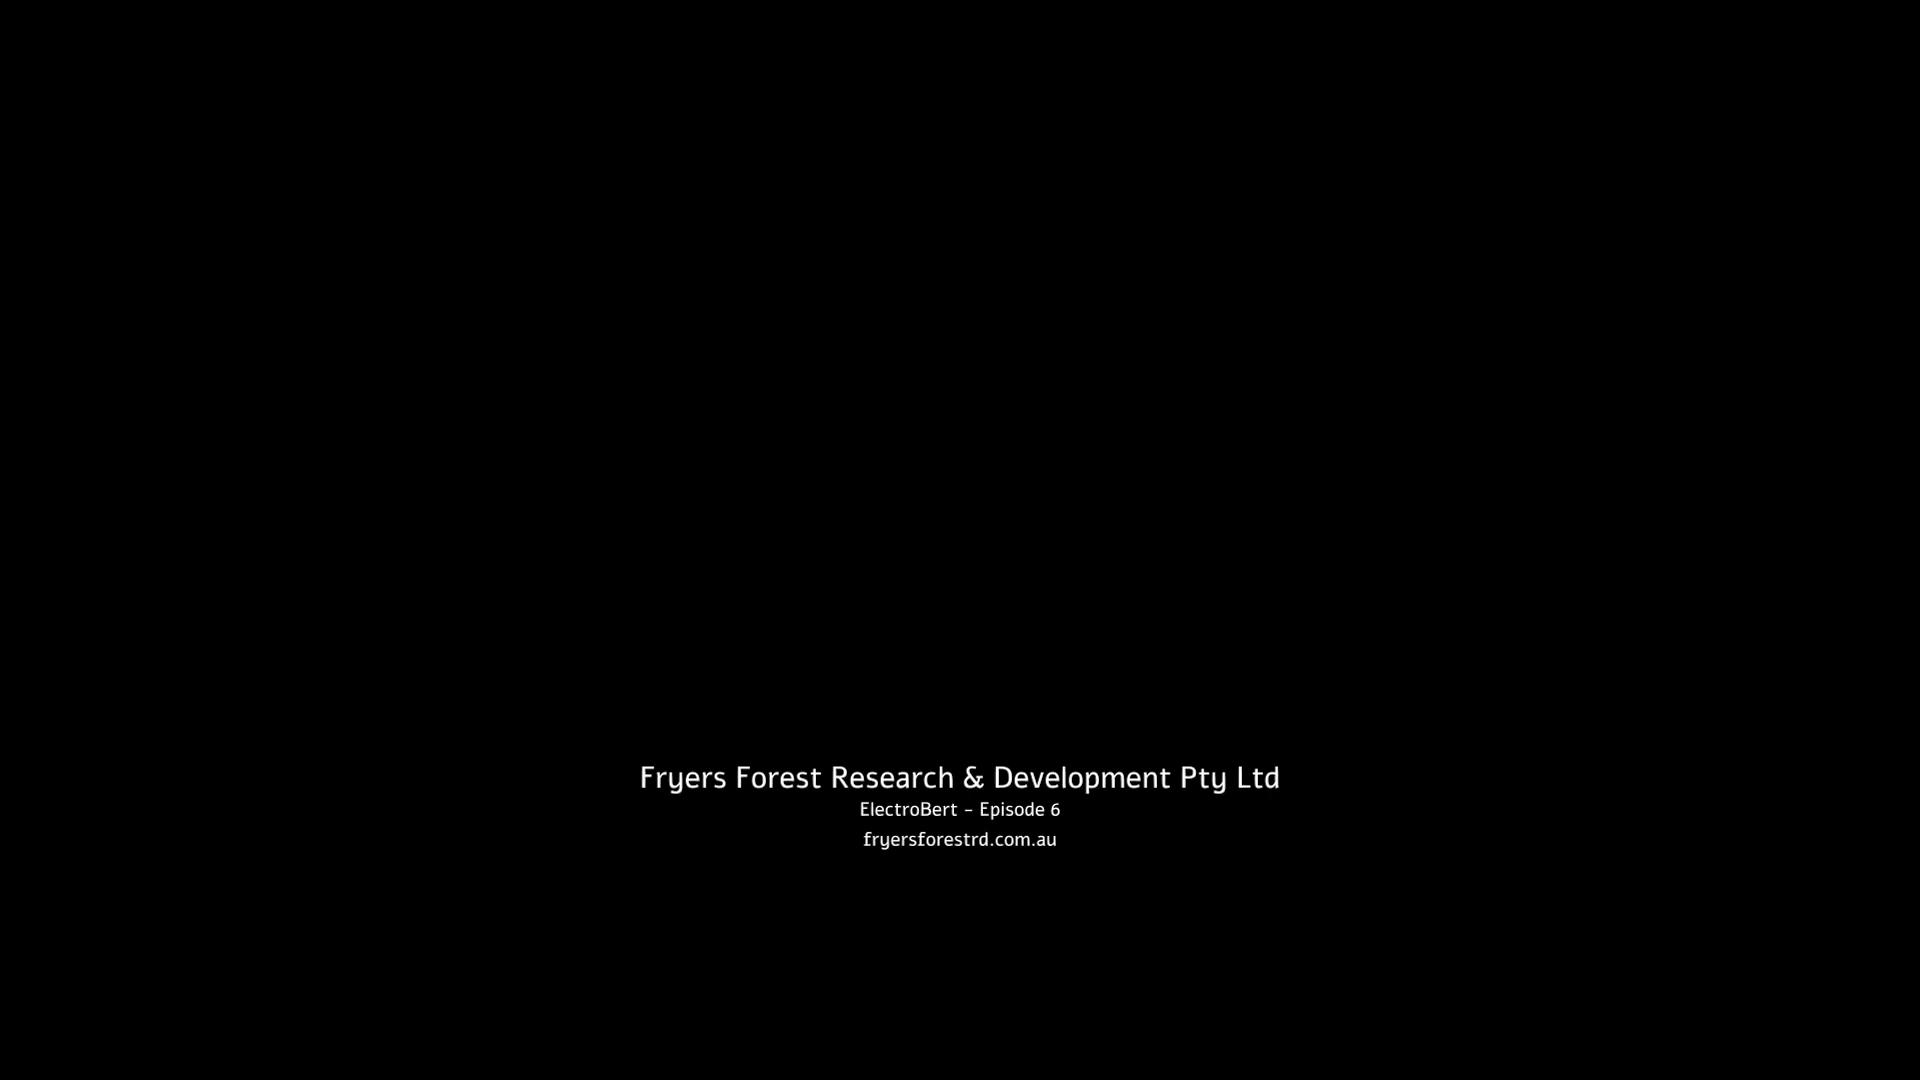 Fryers Forest Research & Development Pty Ltd
ElectroBert - Episode 6
fryersforestrd.com.au